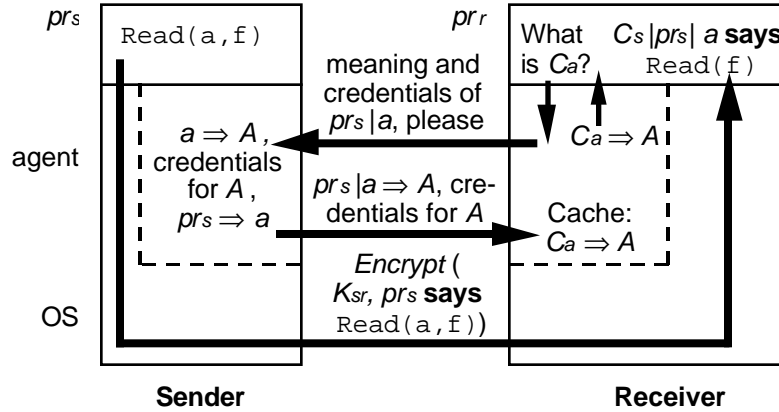 prs
Read(a,f)
prr
What
is Ca?
Cs|prs| a says
Read(f)
meaning and
credentials of
prs|a, please
Ca ⇒ A
agent
a ⇒ A ,
credentials
for A ,
prs ⇒ a
prs|a ⇒ A, cre-
dentials for A
Cache:
Ca ⇒ A
OS
Encrypt (
Ksr, prs says
Read(a,f))
Sender
Receiver